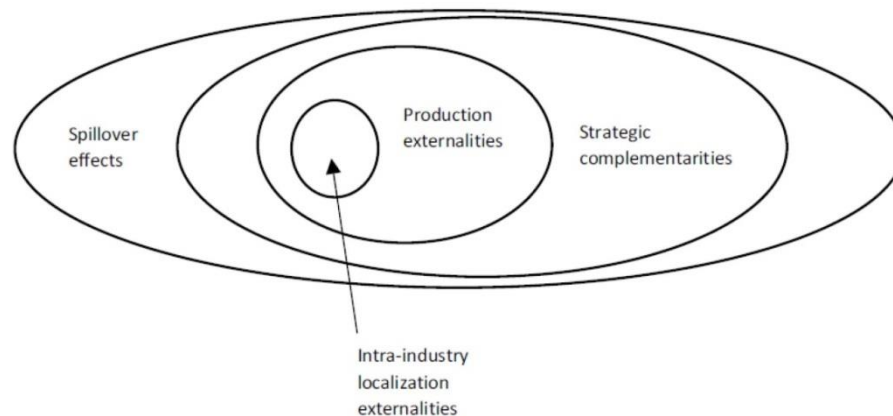 Spillover
effects
Production
externalities
Strategic
complementarities
Intra-industry
localization
externalities